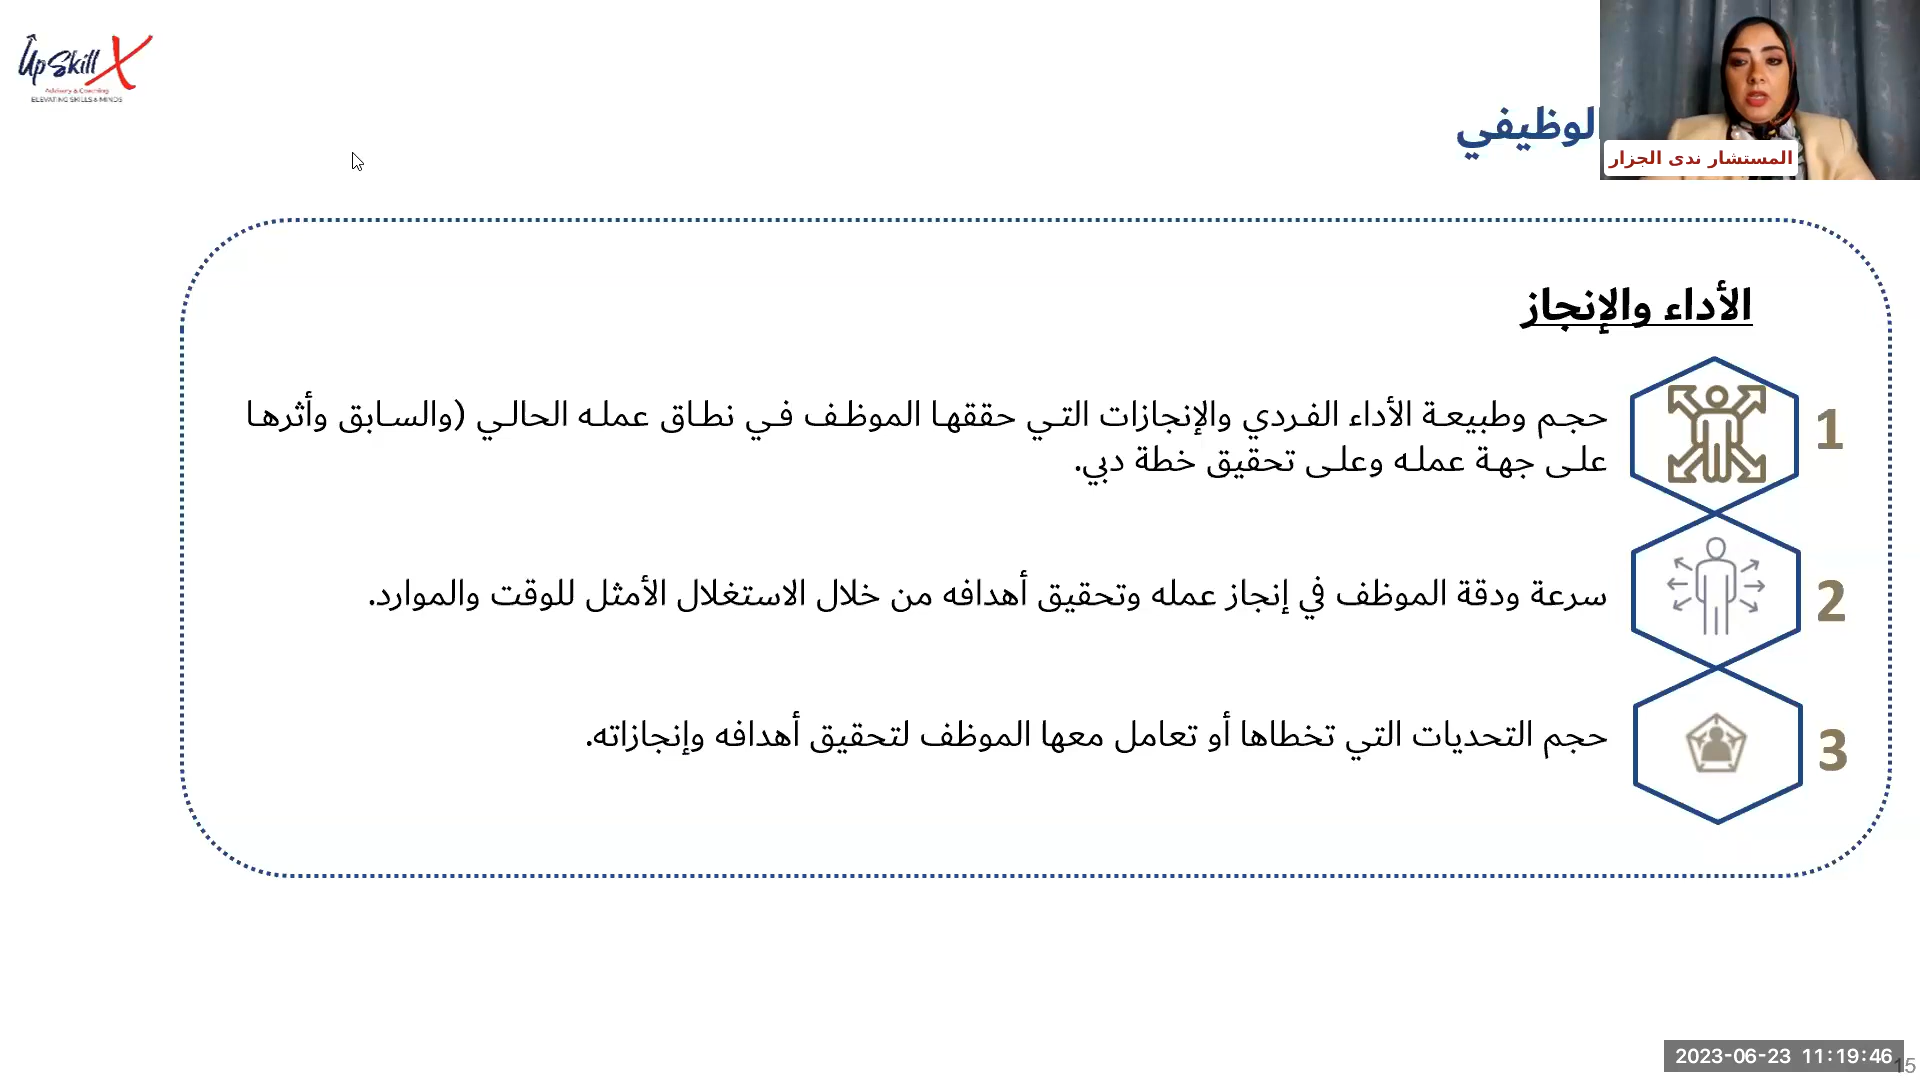 UpSkill X
Advisory & Coaching
ELEVATING SKILLS & MINDS
الوظيفي
المستشار ندى الجزار
الأداء والإنجاز
1
حجم وطبيعة الأداء الفردي والإنجازات التي حققها الموظف في نطاق عمله الحالي (والسابق وأثرها
على جهة عمله وعلى تحقيق خطة دبي.
2
سرعة ودقة الموظف في إنجاز عمله وتحقيق أهدافه من خلال الاستغلال الأمثل للوقت والموارد.
3
حجم التحديات التي تخطاها أو تعامل معها الموظف لتحقيق أهدافه وإنجازاته.
2023-06-23 11:19:46
15